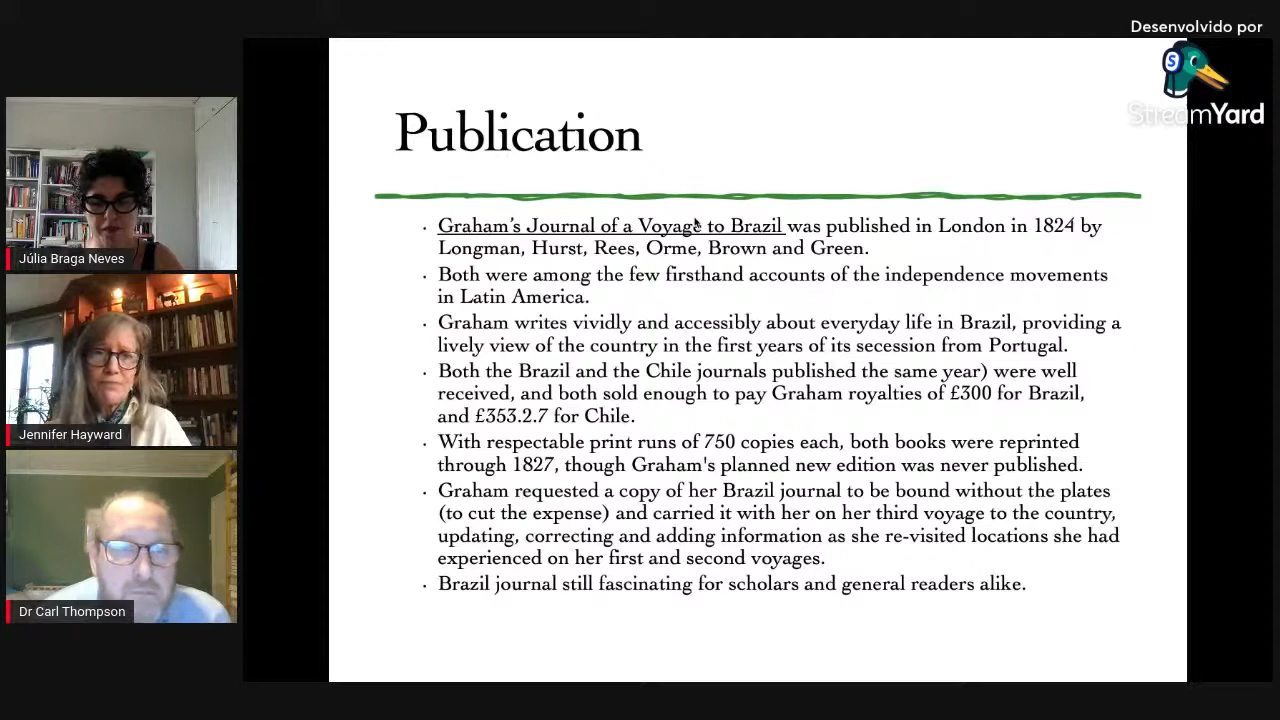 Desenvolvido por
StreamYard
Publication
Graham's Journal of a Voyage to Brazil was published in London in 1824 by
Longman, Hurst, Rees, Orme, Brown and Green.
Both were among the few firsthand accounts of the independence movements
in Latin America.
Graham writes vividly and accessibly about everyday life in Brazil, providing a
lively view of the country in the first years of its secession from Portugal.
Both the Brazil and the Chile journals published the same year) were well
received, and both sold enough to pay Graham royalties of £300 for Brazil,
and £353.2.7 for Chile.
With respectable print runs of 750 copies each, both books were reprinted
through 1827, though Graham's planned new edition was never published.
Graham requested a copy of her Brazil journal to be bound without the plates
(to cut the expense) and carried it with her on her third voyage to the country,
updating, correcting and adding information as she re-visited locations she had
experienced on her first and second voyages.
Brazil journal still fascinating for scholars and general readers alike.
Júlia Braga Neves
Jennifer Hayward
Dr Carl Thompson